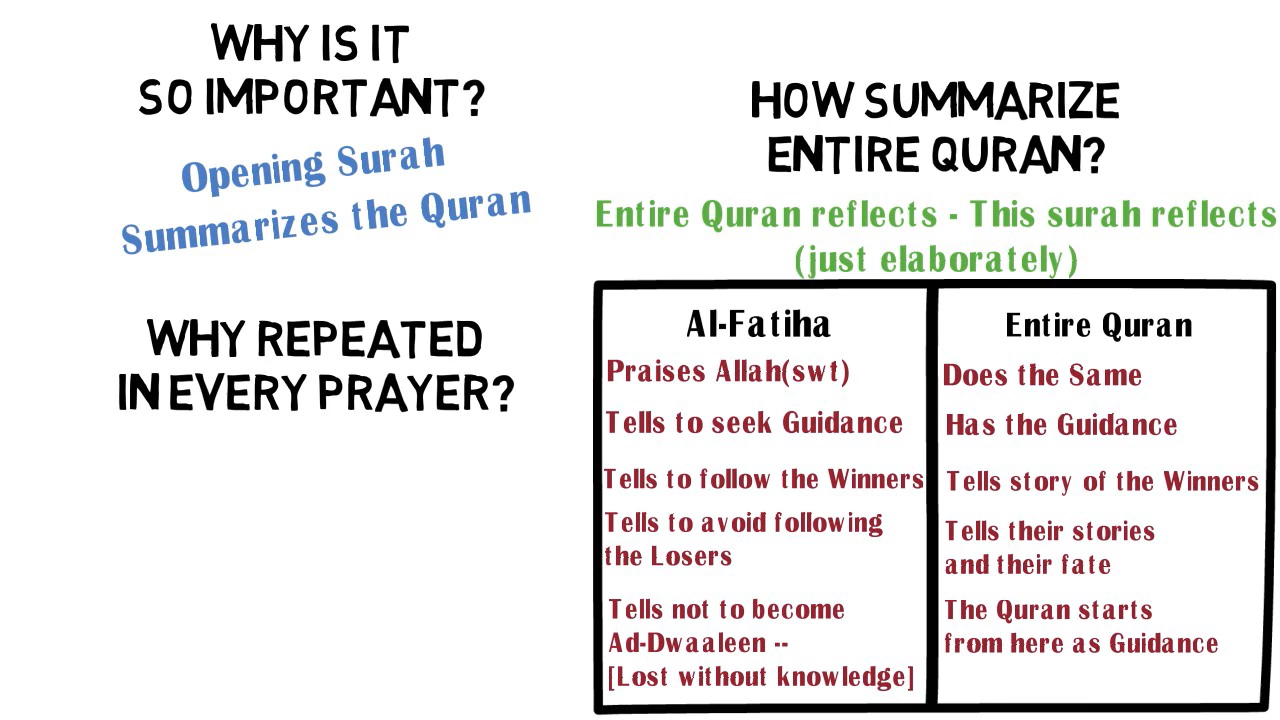 WHY IS IT
SO IMPORTANT?
Opening Surah
Summarizes the Quran
WHY REPEATED
IN EVERY PRAYER?
HOW SUMMARIZE
ENTIRE QURAN?
Entire Quran reflects - This surah reflects
(just elaborately)
Al-Fatiha
Entire Quran
Praises Allah(swt)
Does the Same
Tells to seek Guidance
Has the Guidance
Tells to follow the Winners
Tells story of the Winners
Tells to avoid following
the Losers
Tells their stories
and their fate
Tells not to become
Ad-Dwaaleen --
[Lost without knowledge]
The Quran starts
from here as Guidance